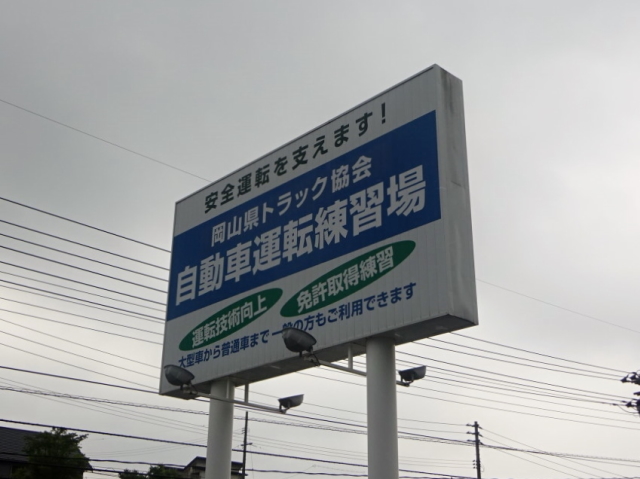 安全運転を支えます!
岡山県トラック協会
自動車運転練習場
運転技術向上 免許取得練習
大型車から普通車まで一般の方もご利用できます